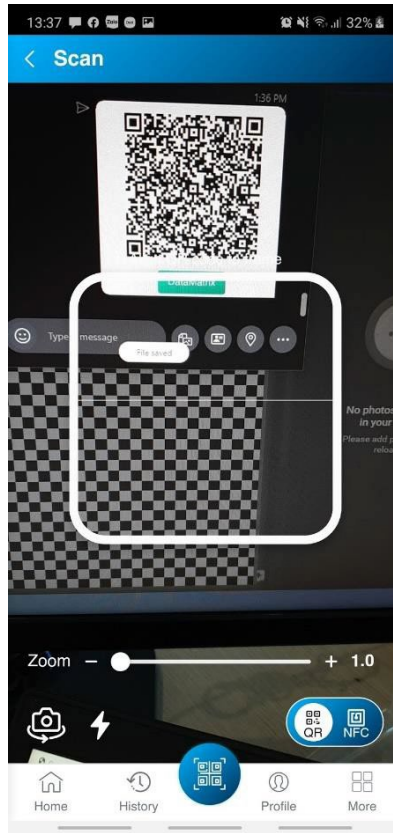 13:37
32%
Scan
1:36 PM
DataMatrix
Type message
File saved
No photos
in your
Please add p
reloa
Zoom
1.0
QR
NFC
Home
History
Profile
More